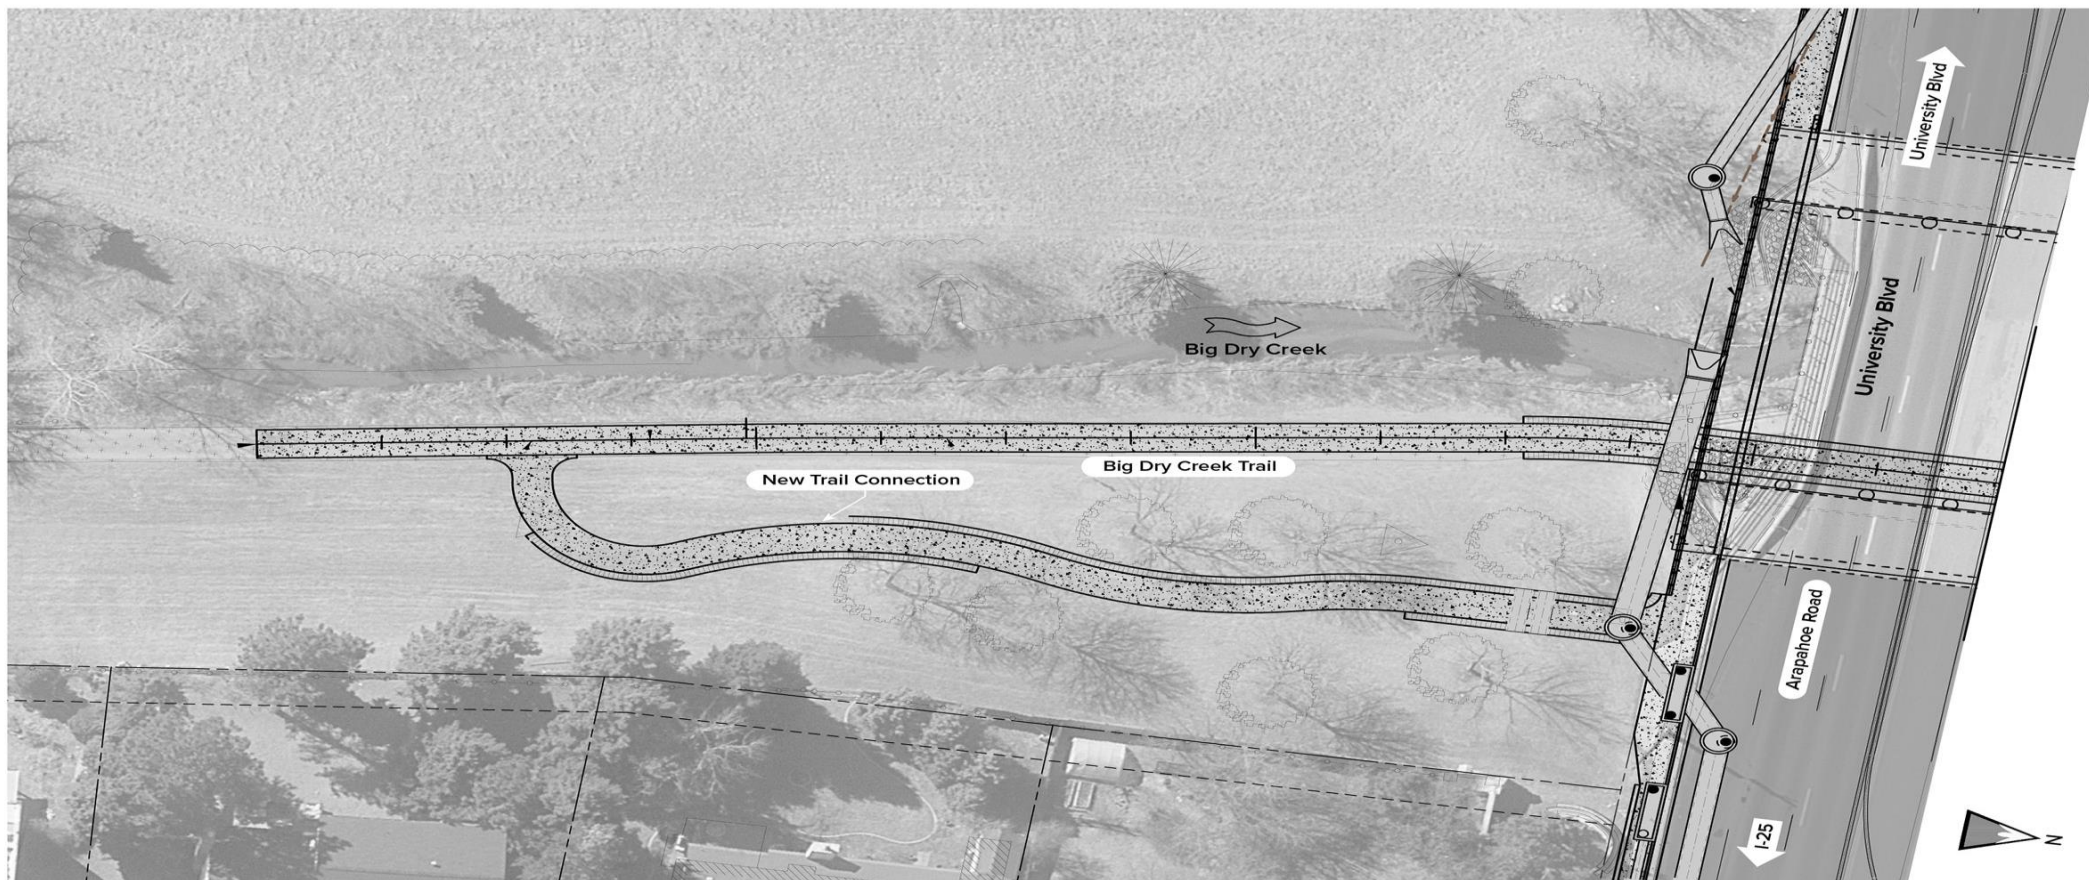 University Blvd
University Blvd
Big Dry Creek
Big Dry Creek Trail
New Trail Connection
Arapahoe Road
I-25
N